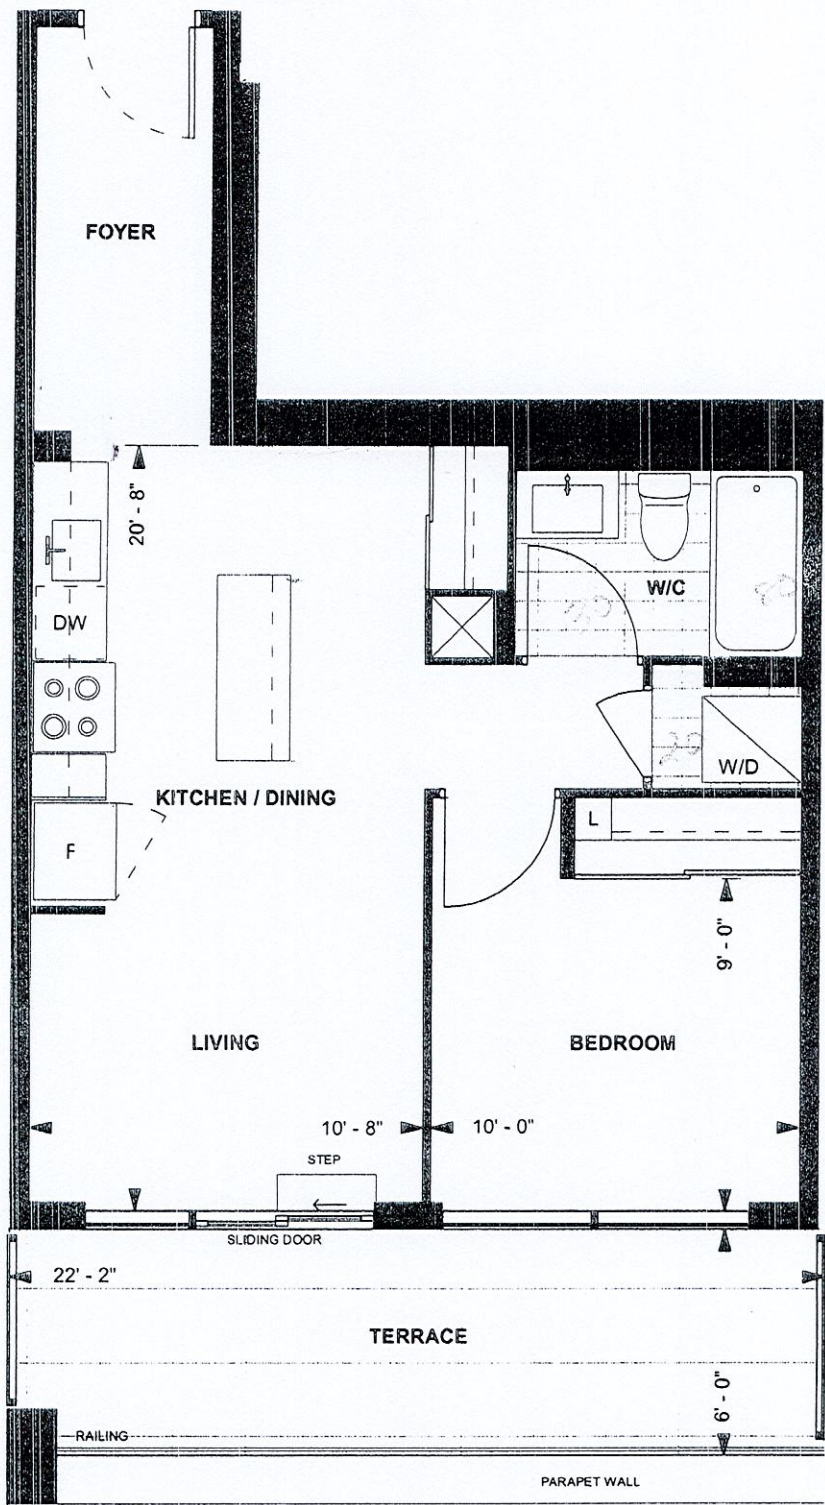 FOYER
20' - 8"
DW
W/C
W/D
KITCHEN / DINING
L
F
9' - 0"
LIVING
BEDROOM
10' - 8"
10' - 0"
STEP
SLIDING DOOR
22' - 2"
TERRACE
6' - 0"
RAILING
PARAPET WALL